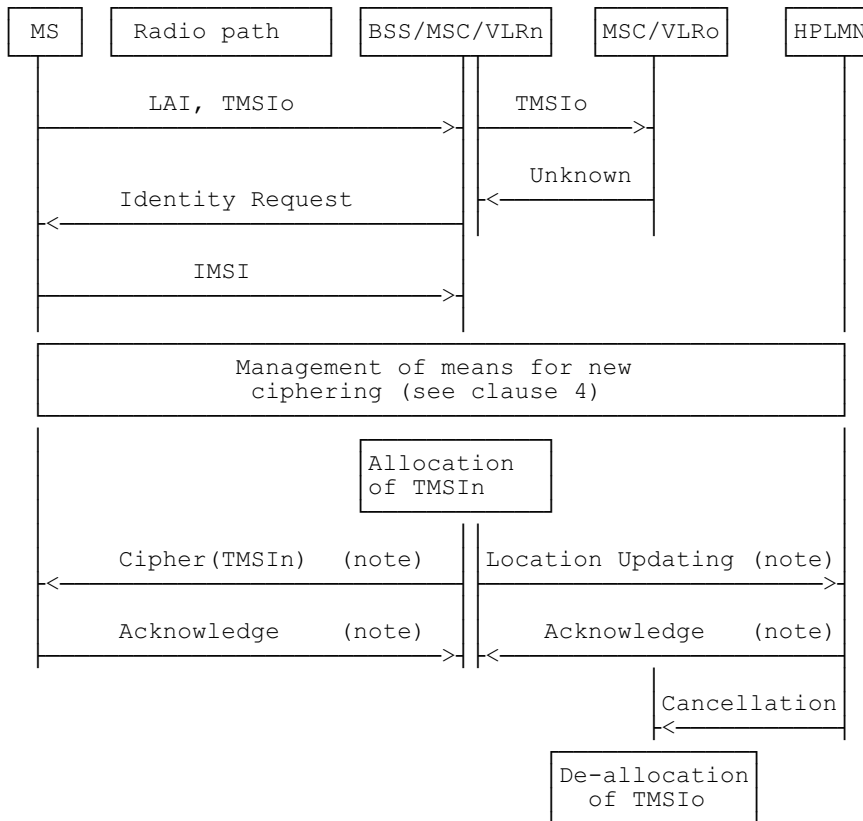 MS Radio path BSS/MSC/VLRn MSC/VLRo HPLMN
LAI, TMSIo TMSIo
Unknown
Identity Request
IMSI
Management of means for new
ciphering (see clause 4)
Allocation
of TMSIn
Cipher(TMSIn) (note) Location Updating (note)
Acknowledge (note) Acknowledge (note)
Cancellation
De-allocation
of TMSIo